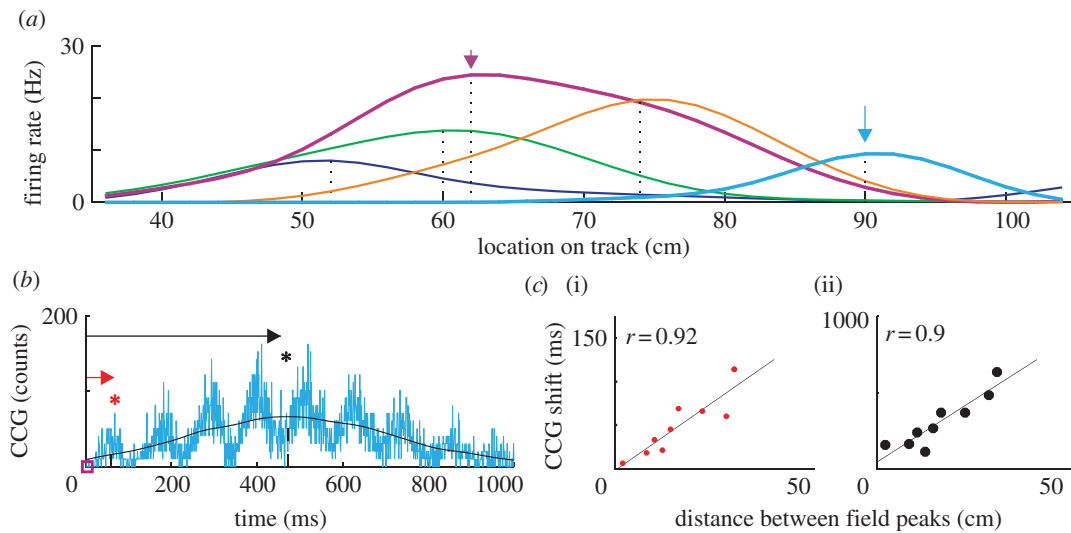 (a)
30
0
firing rate (Hz)
40 50 60 70 80 90 100
location on track (cm)
(b)
200
CCG (counts)
* *
0 200 400 600 800 1000
time (ms)
(c) (i)
150
r = 0.92
CCG shift (ms)
0 50
(ii)
1000
r = 0.9
0 50
distance between field peaks (cm)